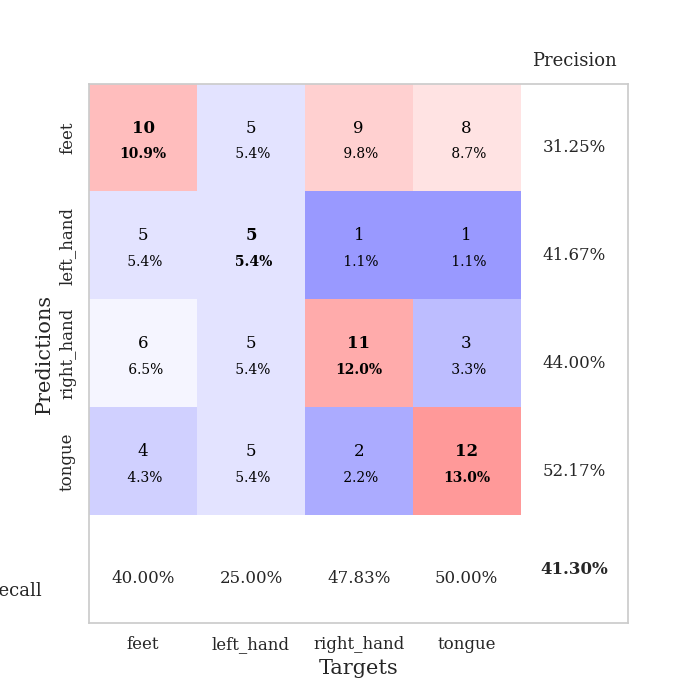 Precision
feet
10 5 9 8
10.9% 5.4% 9.8% 8.7%
31.25%
left_hand
5 5 1 1
5.4% 5.4% 1.1% 1.1%
41.67%
Predictions
right_hand
6 5 11 3
6.5% 5.4% 12.0% 3.3%
44.00%
tongue
4 5 2 12
4.3% 5.4% 2.2% 13.0%
52.17%
ecall
40.00% 25.00% 47.83% 50.00% 41.30%
feet left_hand right_hand tongue
Targets